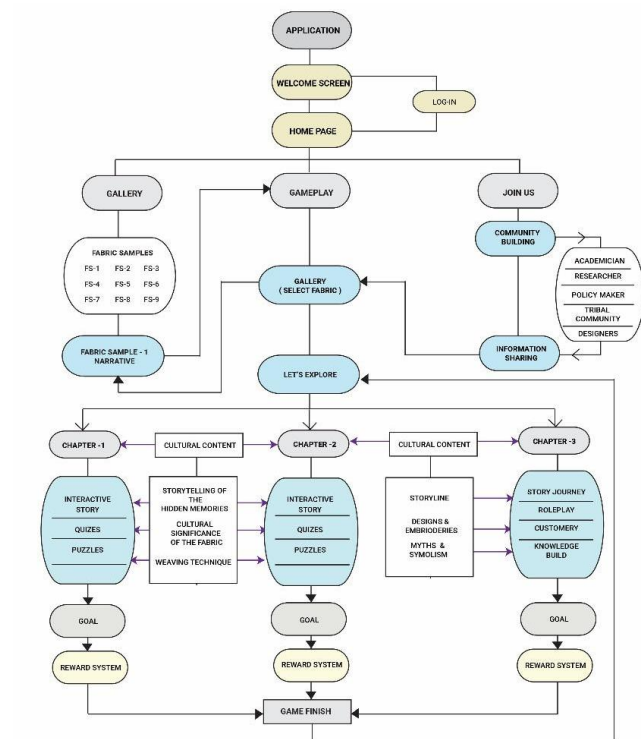 APPLICATION
WELCOME SCREEN
LOG-IN
HOME PAGE
GALLERY
GAMEPLAY
JOIN US
FABRIC SAMPLES
FS-1 FS-2 FS-3
FS-4 FS-5 FS-6
FS-7 FS-8 FS-9
FABRIC SAMPLE - 1
NARRATIVE
GALLERY
( SELECT FABRIC )
COMMUNITY
BUILDING
ACADEMICIAN
RESEARCHER
POLICY MAKER
TRIBAL
COMMUNITY
DESIGNERS
INFORMATION
SHARING
LET'S EXPLORE
CHAPTER -1
CULTURAL CONTENT
CHAPTER -2
CULTURAL CONTENT
CHAPTER -3
INTERACTIVE
STORY
QUIZES
PUZZLES
STORYTELLING OF
THE
HIDDEN MEMORIES
CULTURAL
SIGNIFICANCE
OF THE FABRIC
WEAVING TECHNIQUE
INTERACTIVE
STORY
QUIZES
PUZZLES
STORYLINE
DESIGNS &
EMBRIODERIES
MYTHS &
SYMOLISM
STORY JOURNEY
ROLEPLAY
CUSTOMERY
KNOWLEDGE
BUILD
GOAL
GOAL
GOAL
REWARD SYSTEM
REWARD SYSTEM
REWARD SYSTEM
GAME FINISH